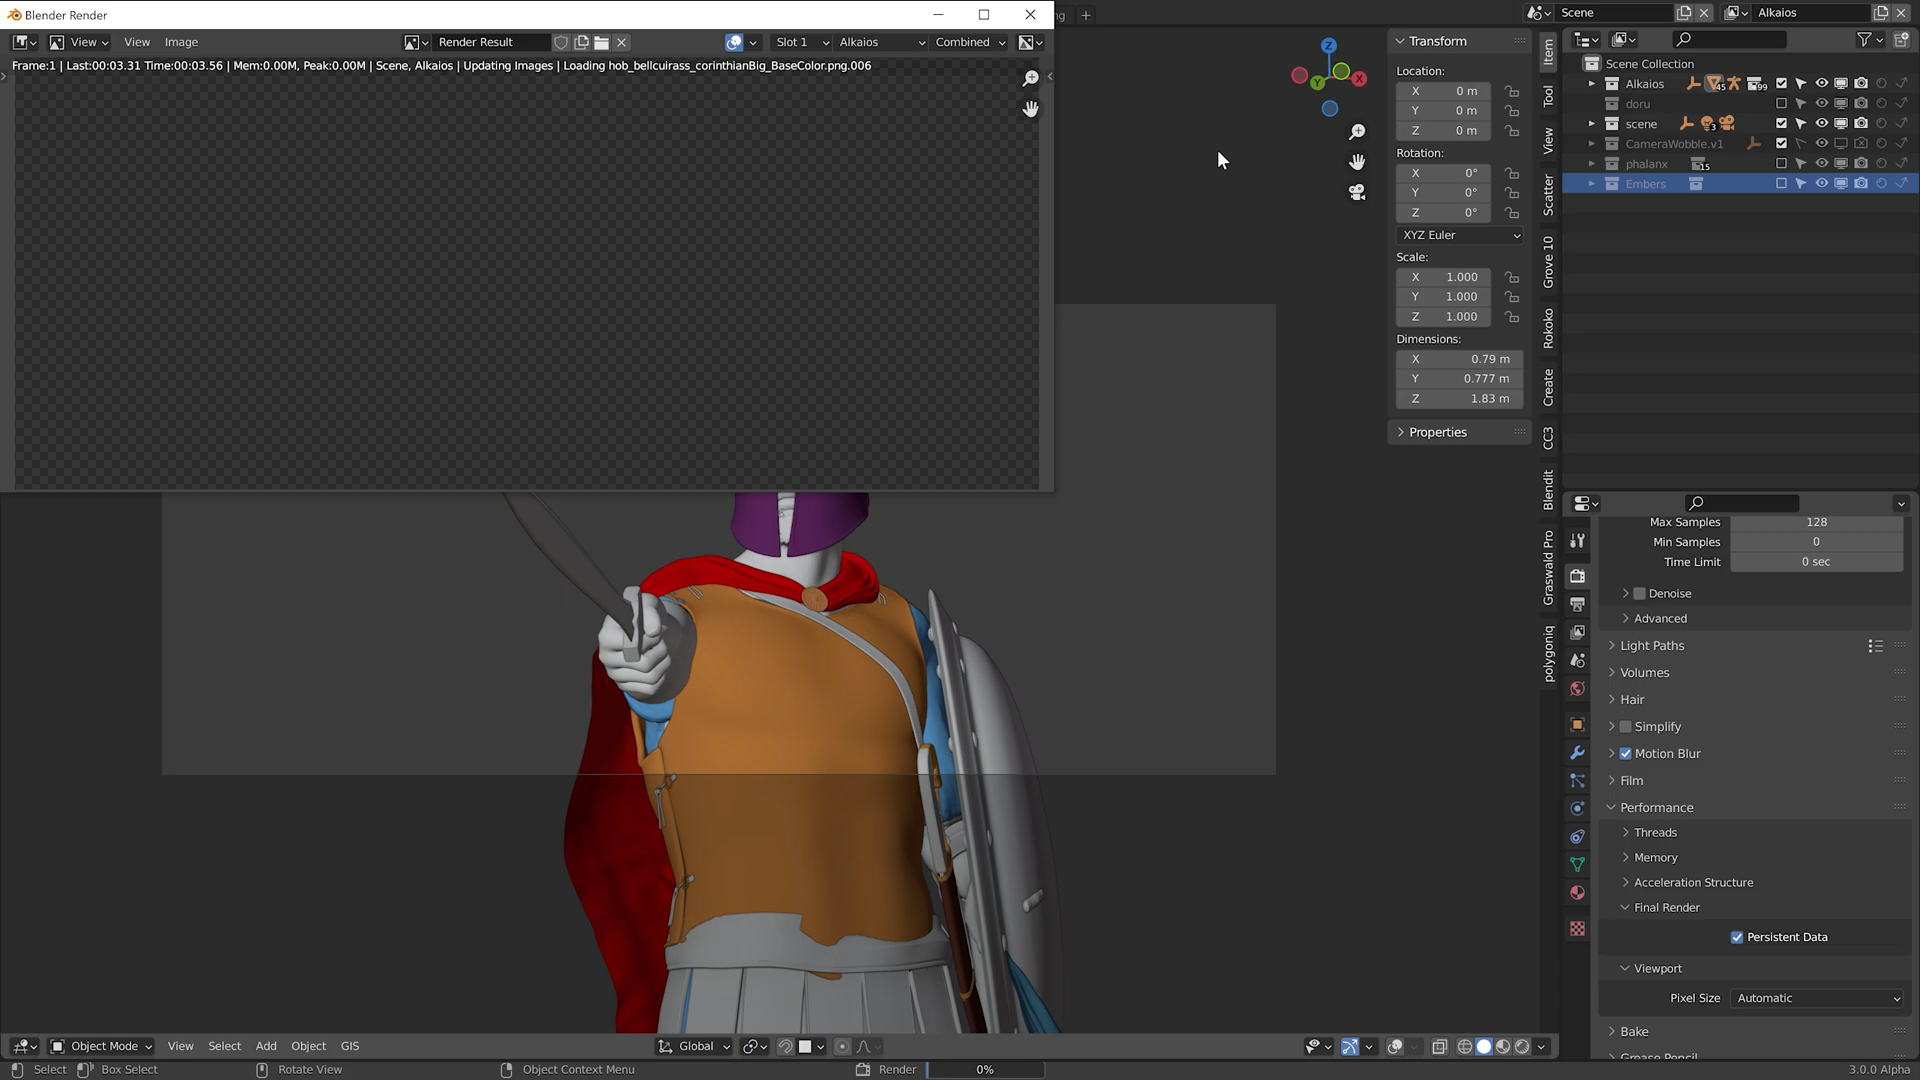 Blender Render
View View Image Render Result Slot 1 Alkaios Combined
Frame:1 | Last:00:03.31 Time:00:03.56 | Mem:0.00M, Peak:0.00M | Scene, Alkaios | Updating Images | Loading hob_bellcuirass_corinthianBig_BaseColor.png.006
Scene
Alkaios
Transform
Location:
X 0 m
Y 0 m
Z 0 m
Rotation:
X 0°
Y 0°
Z 0°
XYZ Euler
Scale:
X 1.000
Y 1.000
Z 1.000
Dimensions:
X 0.79 m
Y 0.777 m
Z 1.83 m
Properties
Z
X
Y
Item
Tool
View
Scatter
Grove 10
Rokoko
Create
CC3
Blendit
Graswald Pro
polygoniq
Scene Collection
Alkaios 45 99
doru
scene 3
CameraWobble.v1
phalanx 15
Embers
Max Samples 128
Min Samples 0
Time Limit 0 sec
Denoise
Advanced
Light Paths
Volumes
Hair
Simplify
Motion Blur
Film
Performance
Threads
Memory
Acceleration Structure
Final Render
Persistent Data
Viewport
Pixel Size Automatic
Bake
Grease Pencil
Object Mode View Select Add Object GIS Global
Select Box Select Rotate View Object Context Menu Render 0% 3.0.0 Alpha